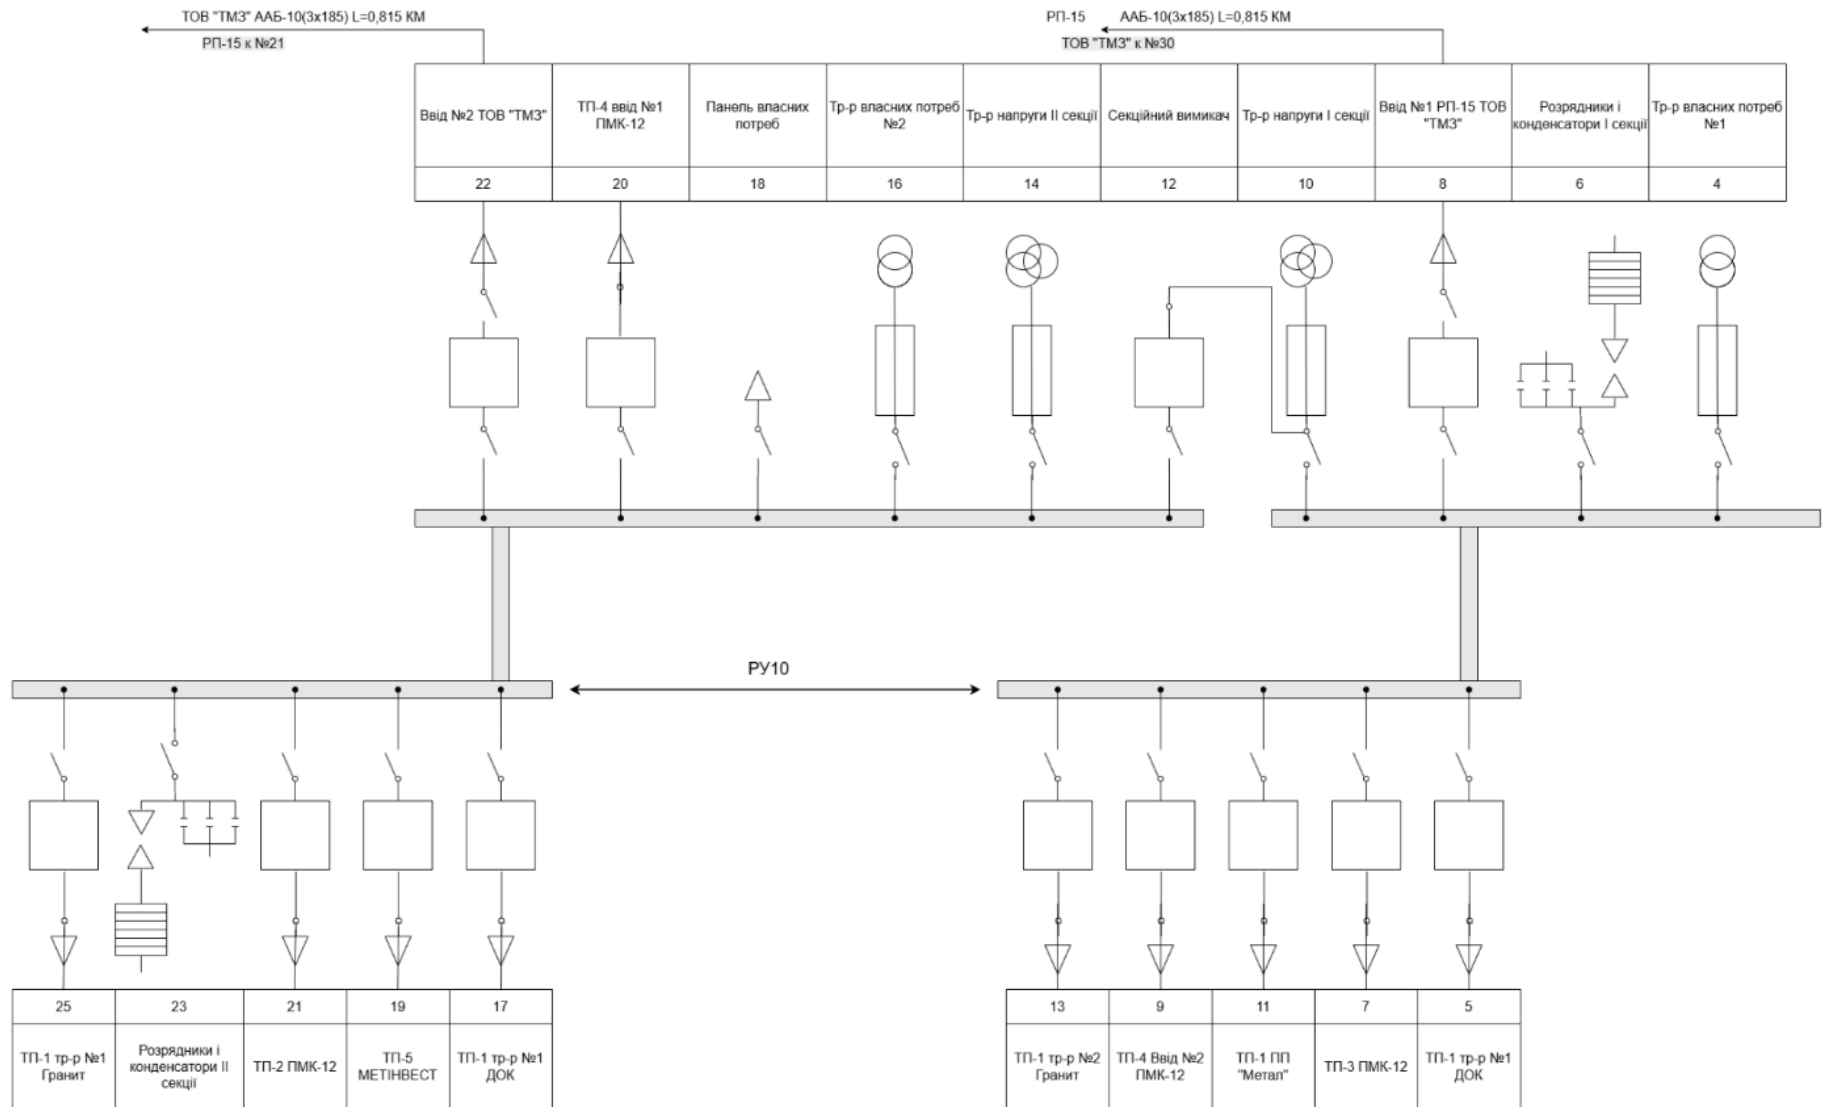 ТОВ "ТМЗ" ААБ-10(3х185) L=0,815 КМ
РП-15 к №21
РП-15 ААБ-10(3х185) L=0,815 КМ
ТОВ "ТМЗ" к №30
Ввід №2 ТОВ "ТМЗ"
ТП-4 ввід №1
ПМК-12
Панель власних
потреб
Тр-р власних потреб
№2
Тр-р напруги II секції
Секційний вимикач
Тр-р напруги I секції
Ввід №1 РП-15 ТОВ
"ТМЗ"
Розрядники і
конденсатори I секції
Тр-р власних потреб
№1
22
20
18
16
14
12
10
8
6
4
РУ10
25
23
21
19
17
ТП-1 тр-р №1
Гранит
Розрядники і
конденсатори II
секції
ТП-2 ПМК-12
ТП-5
МЕТІНВЕСТ
ТП-1 тр-р №1
ДОК
13
9
11
7
5
ТП-1 тр-р №2
Гранит
ТП-4 Ввід №2
ПМК-12
ТП-1 ПП
"Метал"
ТП-3 ПМК-12
ТП-1 тр-р №1
ДОК